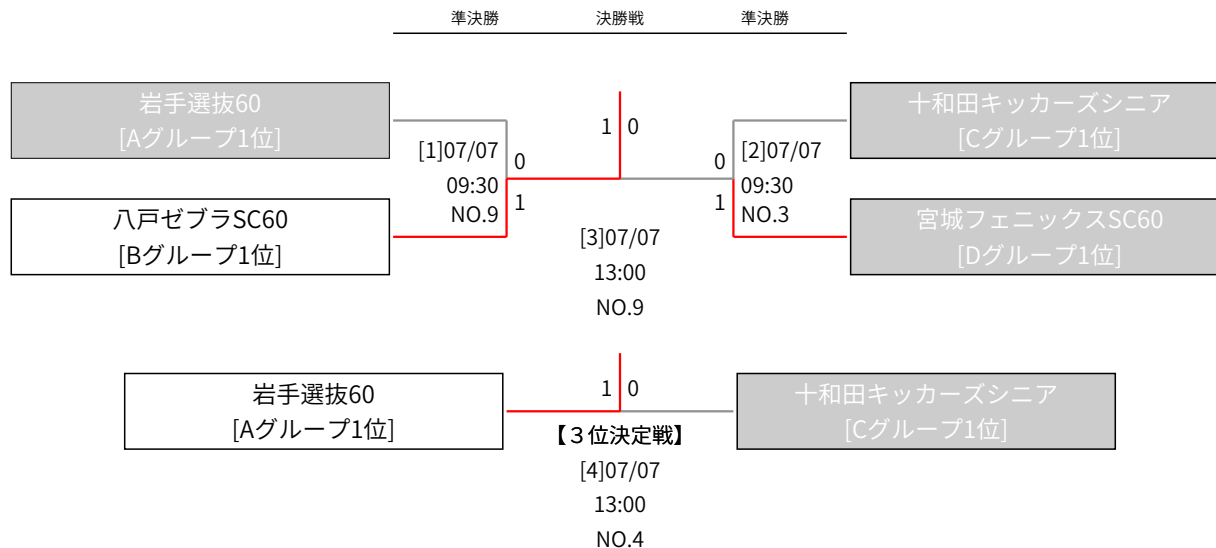 準決勝 決勝戦 準決勝
岩手選抜60
[Aグループ1位]
八戸ゼブラSC60
[Bグループ1位]
[1]07/07
09:30
NO.9
0
1
1 0
[3]07/07
13:00
NO.9
0
1
[2]07/07
09:30
NO.3
十和田キッカーズシニア
[Cグループ1位]
宮城フェニックスSC60
[Dグループ1位]
岩手選抜60
[Aグループ1位]
1 0
【３位決定戦】
[4]07/07
13:00
NO.4
十和田キッカーズシニア
[Cグループ1位]